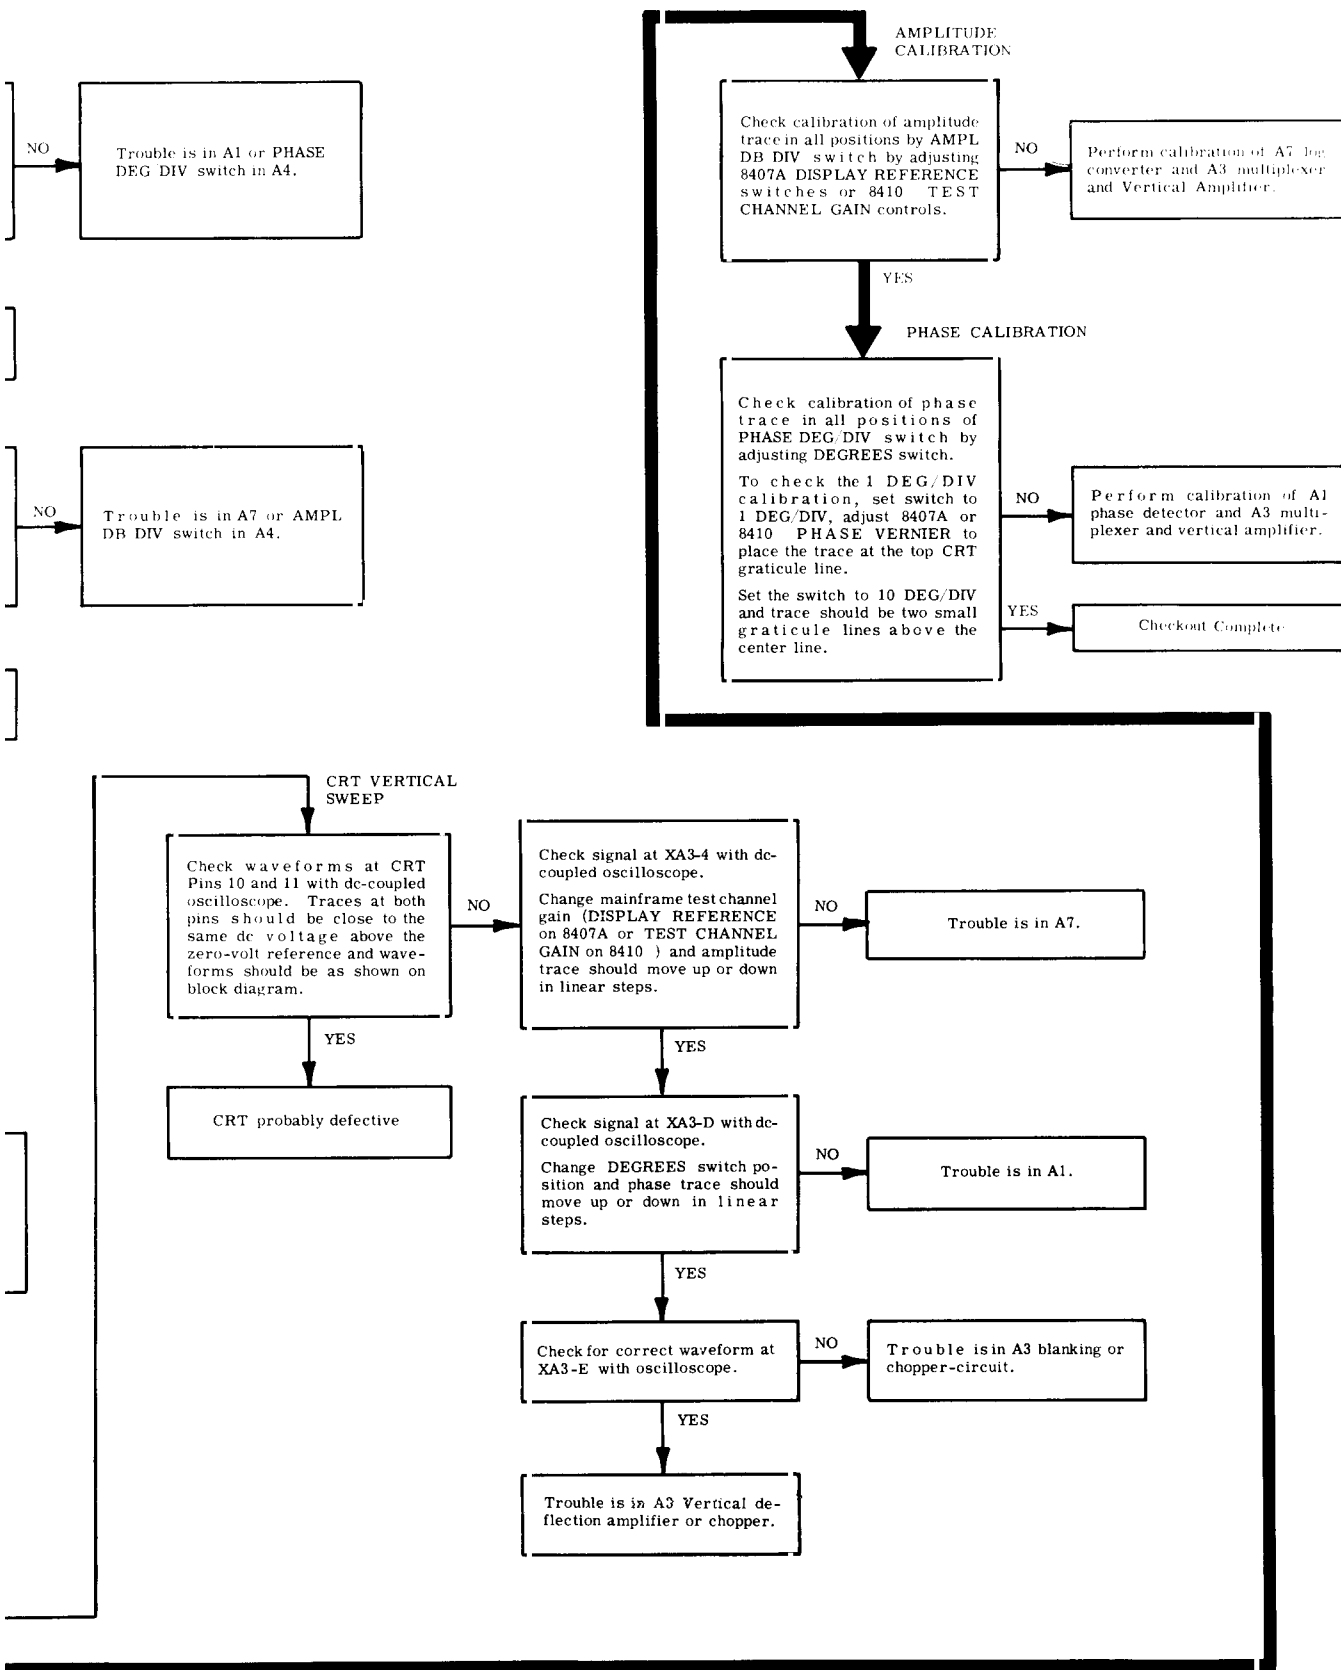 AMPLITUDE
CALIBRATION
NO
Trouble is in A1 or PHASE
DEG DIV switch in A4.
Check calibration of amplitude
trace in all positions by AMPL
DB DIV switch by adjusting
8407A DISPLAY REFERENCE
switches or 8410 TEST
CHANNEL GAIN controls.
NO
Perform calibration of A7 log
converter and A3 multiplexer
and Vertical Amplifier.
YES
PHASE CALIBRATION
Check calibration of phase
trace in all positions of
PHASE DEG/DIV switch by
adjusting DEGREES switch.
To check the 1 DEG/DIV
calibration, set switch to
1 DEG/DIV, adjust 8407A or
8410 PHASE VERNIER to
place the trace at the top CRT
graticule line.
Set the switch to 10 DEG/DIV
and trace should be two small
graticule lines above the
center line.
NO
Perform calibration of A1
phase detector and A3 multi-
plexer and vertical amplifier.
YES
Checkout Complete
NO
Trouble is in A7 or AMPL
DB DIV switch in A4.
CRT VERTICAL
SWEEP
Check waveforms at CRT
Pins 10 and 11 with dc-coupled
oscilloscope. Traces at both
pins should be close to the
same dc voltage above the
zero-volt reference and wave-
forms should be as shown on
block diagram.
NO
YES
CRT probably defective
Check signal at XA3-4 with dc-
coupled oscilloscope.
Change mainframe test channel
gain (DISPLAY REFERENCE
on 8407A or TEST CHANNEL
GAIN on 8410 ) and amplitude
trace should move up or down
in linear steps.
NO
Trouble is in A7.
YES
Check signal at XA3-D with dc-
coupled oscilloscope.
Change DEGREES switch po-
sition and phase trace should
move up or down in linear
steps.
NO
Trouble is in A1.
YES
Check for correct waveform at
XA3-E with oscilloscope.
NO
Trouble is in A3 blanking or
chopper-circuit.
YES
Trouble is in A3 Vertical de-
flection amplifier or chopper.